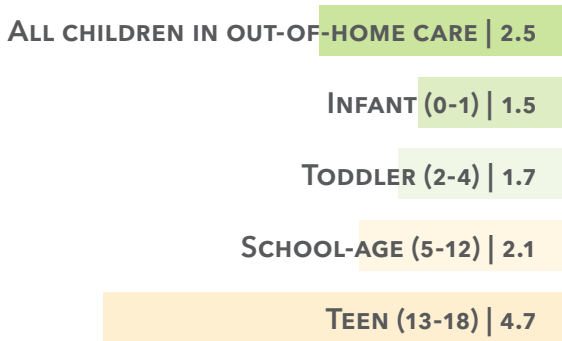 All children in out-of-home care | 2.5
Infant (0-1) | 1.5
Toddler (2-4) | 1.7
School-age (5-12) | 2.1
Teen (13-18) | 4.7